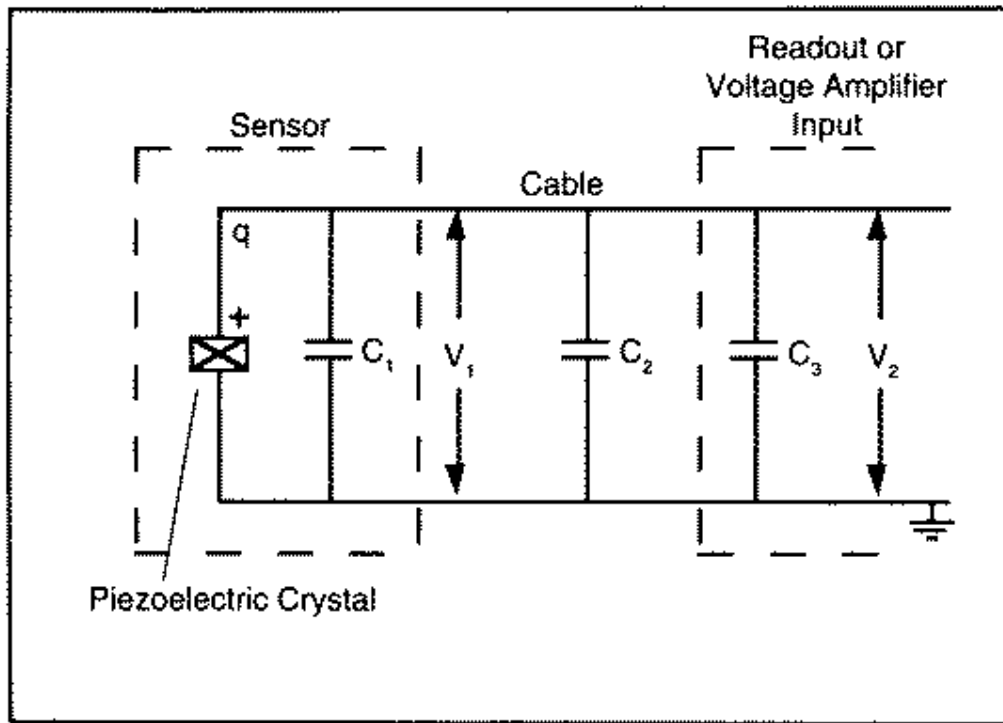 Readout or
Voltage Amplifier
Input
Sensor
Cable
q
+
C₁
V₁
C₂
C₃
V₂
Piezoelectric Crystal